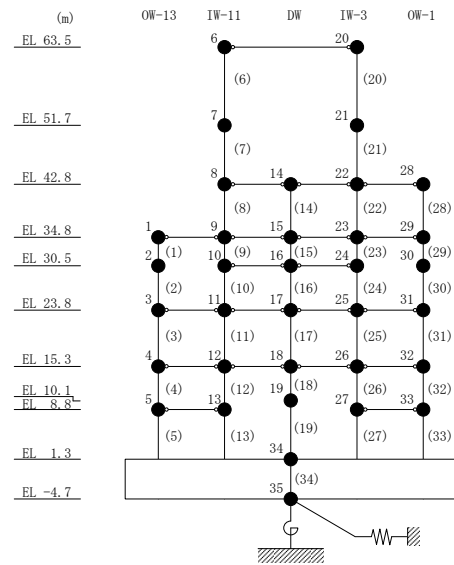 (m) OW-13 IW-11 DW IW-3 OW-1
EL 63.5 6 20
(6) (20)
EL 51.7 7 21
(7) (21)
EL 42.8 8 14 22 28
(8) (14) (22) (28)
EL 34.8 1 9 15 23 29
(1) (9) (15) (23) (29)
EL 30.5 2 10 16 24 30
(2) (10) (16) (24) (30)
EL 23.8 3 11 17 25 31
(3) (11) (17) (25) (31)
EL 15.3 4 12 18 26 32
(4) (12) (18) (26) (32)
EL 10.1 19
EL 8.8 5 13 27 33
(5) (13) (19) (27) (33)
EL 1.3 34
(34)
EL -4.7 35